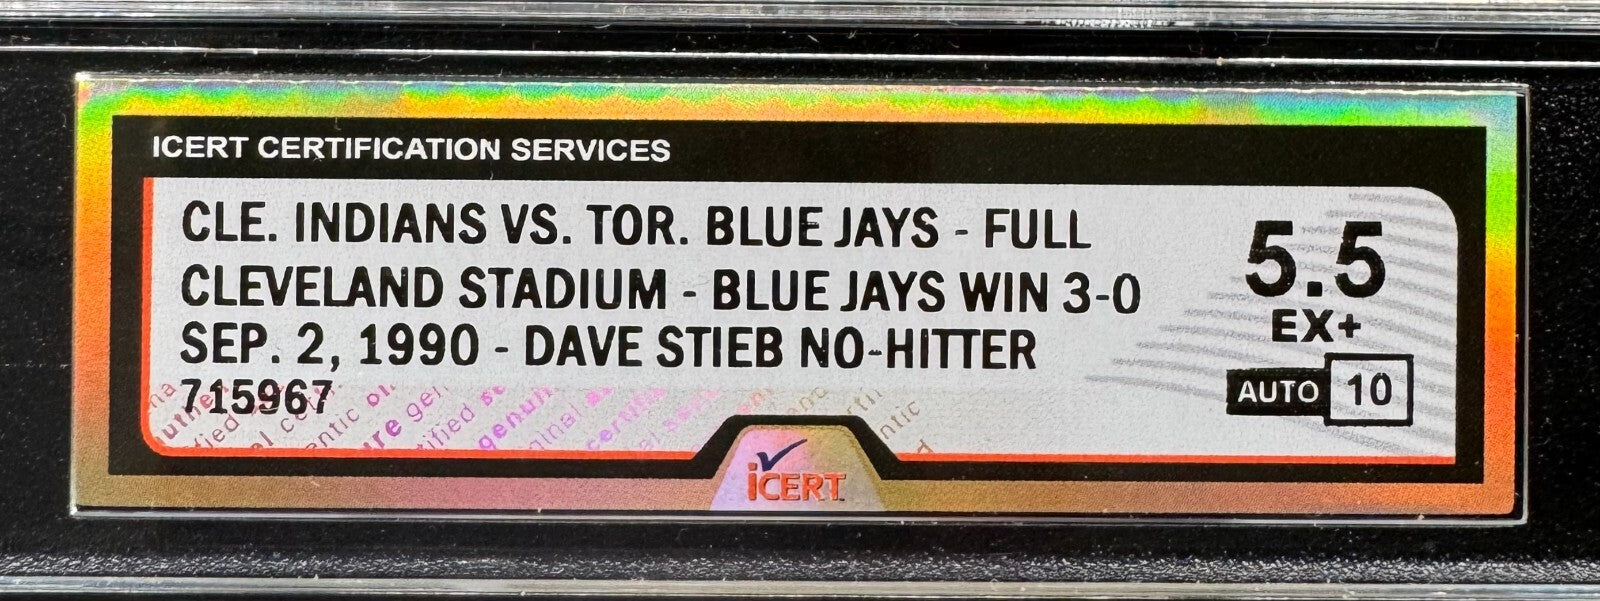 ICERT CERTIFICATION SERVICES
CLE. INDIANS VS. TOR. BLUE JAYS - FULL
CLEVELAND STADIUM - BLUE JAYS WIN 3-0
SEP. 2, 1990 - DAVE STIEB NO-HITTER
715967
5.5
EX+
AUTO 10
iCERT